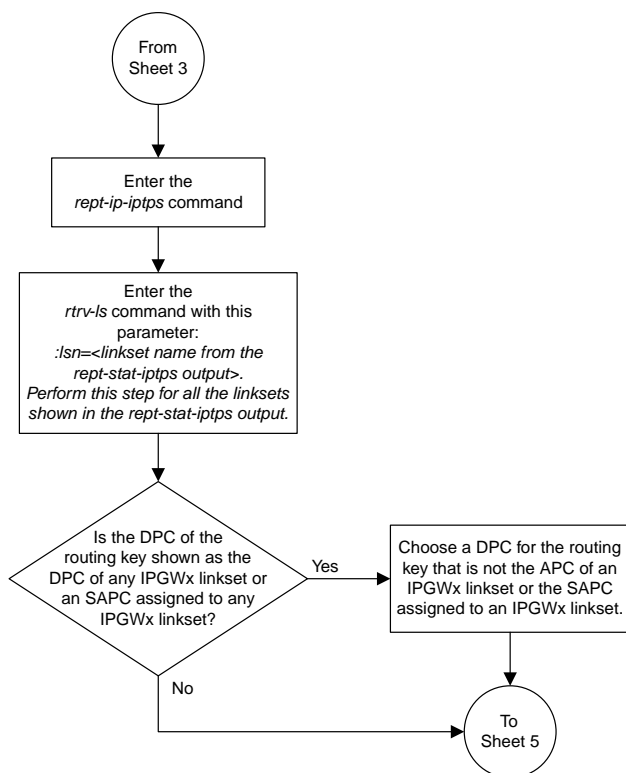 From
Sheet 3
Enter the
rept-ip-iptps command
Enter the
rtrv-ls command with this
parameter:
:lsn=<linkset name from the
rept-stat-iptps output>.
Perform this step for all the linksets
shown in the rept-stat-iptps output.
Is the DPC of the
routing key shown as the
DPC of any IPGWx linkset or
an SAPC assigned to any
IPGWx linkset?
Yes
Choose a DPC for the routing
key that is not the APC of an
IPGWx linkset or the SAPC
assigned to an IPGWx linkset.
No
To
Sheet 5